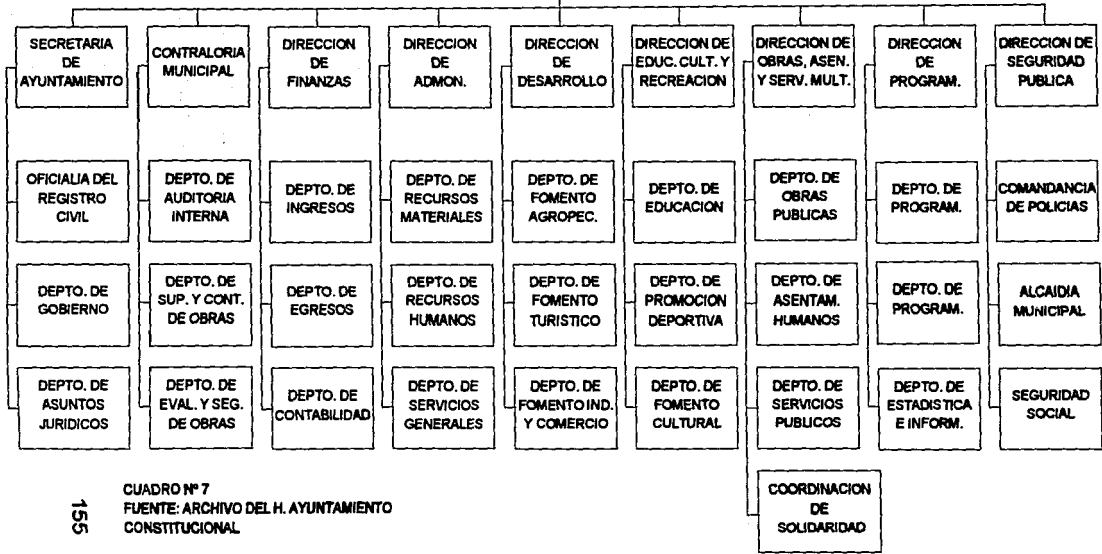 SECRETARIA
DE
AYUNTAMIENTO
CONTRALORIA
MUNICIPAL
DIRECCION
DE
FINANZAS
DIRECCION
DE
ADMON.
DIRECCION
DE
DESARROLLO
DIRECCION DE
EDUC. CULT. Y
RECREACION
DIRECCION DE
OBRAS, ASEN.
Y SERV. MULT.
DIRECCION
DE
PROGRAM.
DIRECCION DE
SEGURIDAD
PUBLICA
OFICIALIA DEL
REGISTRO
CIVIL
DEPTO. DE
AUDITORIA
INTERNA
DEPTO. DE
INGRESOS
DEPTO. DE
RECURSOS
MATERIALES
DEPTO. DE
FOMENTO
AGROPEC.
DEPTO. DE
EDUCACION
DEPTO. DE
OBRAS
PUBLICAS
DEPTO. DE
PROGRAM.
COMANDANCIA
DE POLICIAS
DEPTO. DE
GOBIERNO
DEPTO. DE
SUP. Y CONT.
DE OBRAS
DEPTO. DE
EGRESOS
DEPTO. DE
RECURSOS
HUMANOS
DEPTO. DE
FOMENTO
TURISTICO
DEPTO. DE
PROMOCION
DEPORTIVA
DEPTO. DE
ASENTAM.
HUMANOS
DEPTO. DE
PROGRAM.
ALCAIDIA
MUNICIPAL
DEPTO. DE
ASUNTOS
JURIDICOS
DEPTO. DE
EVAL. Y SEG.
DE OBRAS
DEPTO. DE
CONTABILIDAD
DEPTO. DE
SERVICIOS
GENERALES
DEPTO. DE
FOMENTO IND.
Y COMERCIO
DEPTO. DE
FOMENTO
CULTURAL
DEPTO. DE
SERVICIOS
PUBLICOS
DEPTO. DE
ESTADISTICA
E INFORM.
SEGURIDAD
SOCIAL
COORDINACION
DE
SOLIDARIDAD
CUADRO Nº 7
FUENTE: ARCHIVO DEL H. AYUNTAMIENTO
CONSTITUCIONAL
155